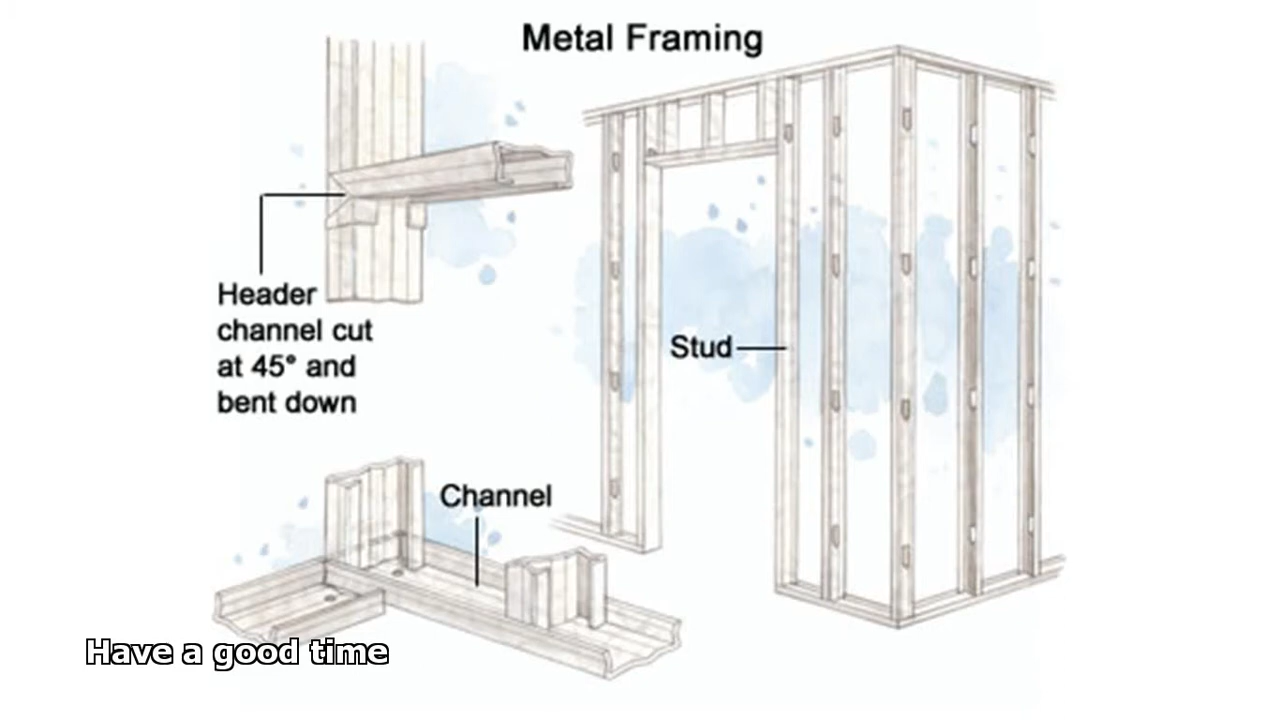 Metal Framing
Header
channel cut
at 45° and
bent down
Stud
Channel
Have a good time